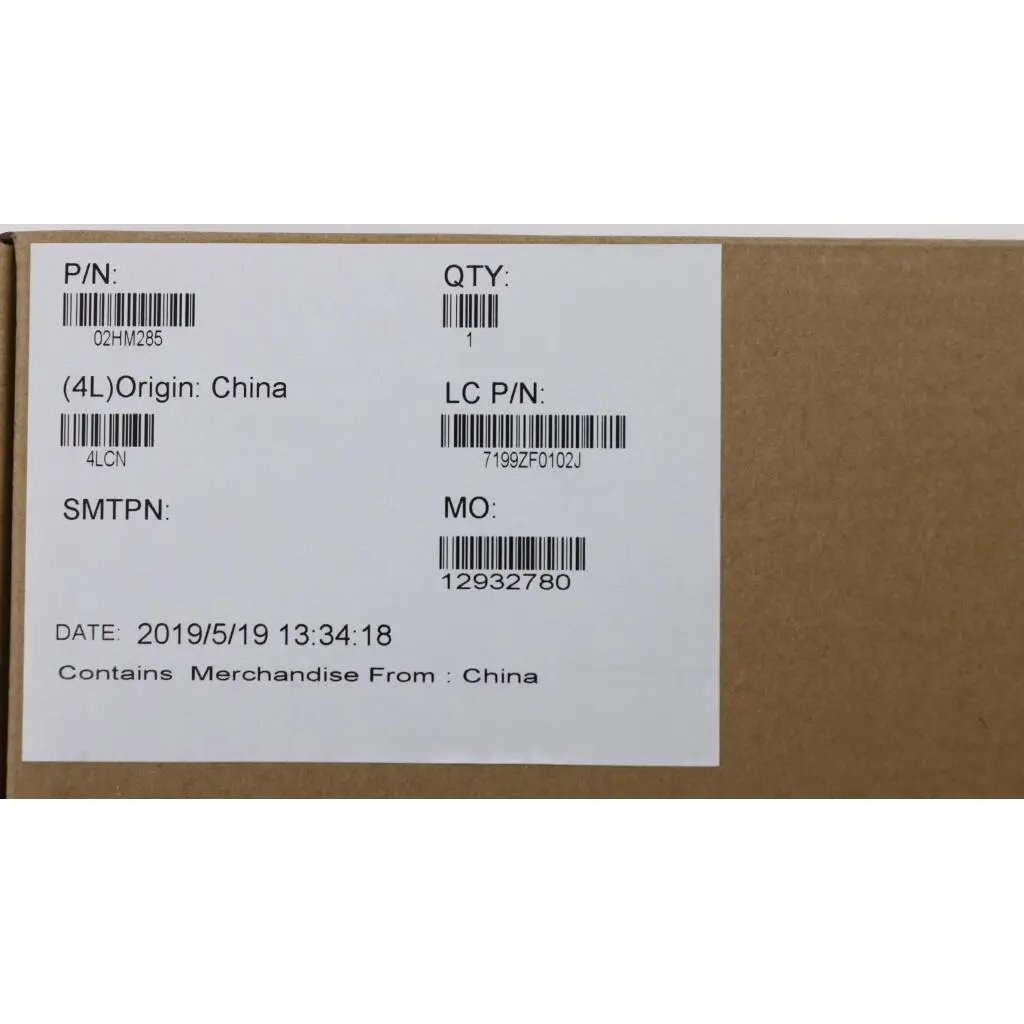 P/N:
QTY:
02HM285
1
(4L)Origin: China
LC P/N:
4LCN
7199ZF0102J
SMTPN:
MO:
12932780
DATE: 2019/5/19 13:34:18
Contains Merchandise From : China